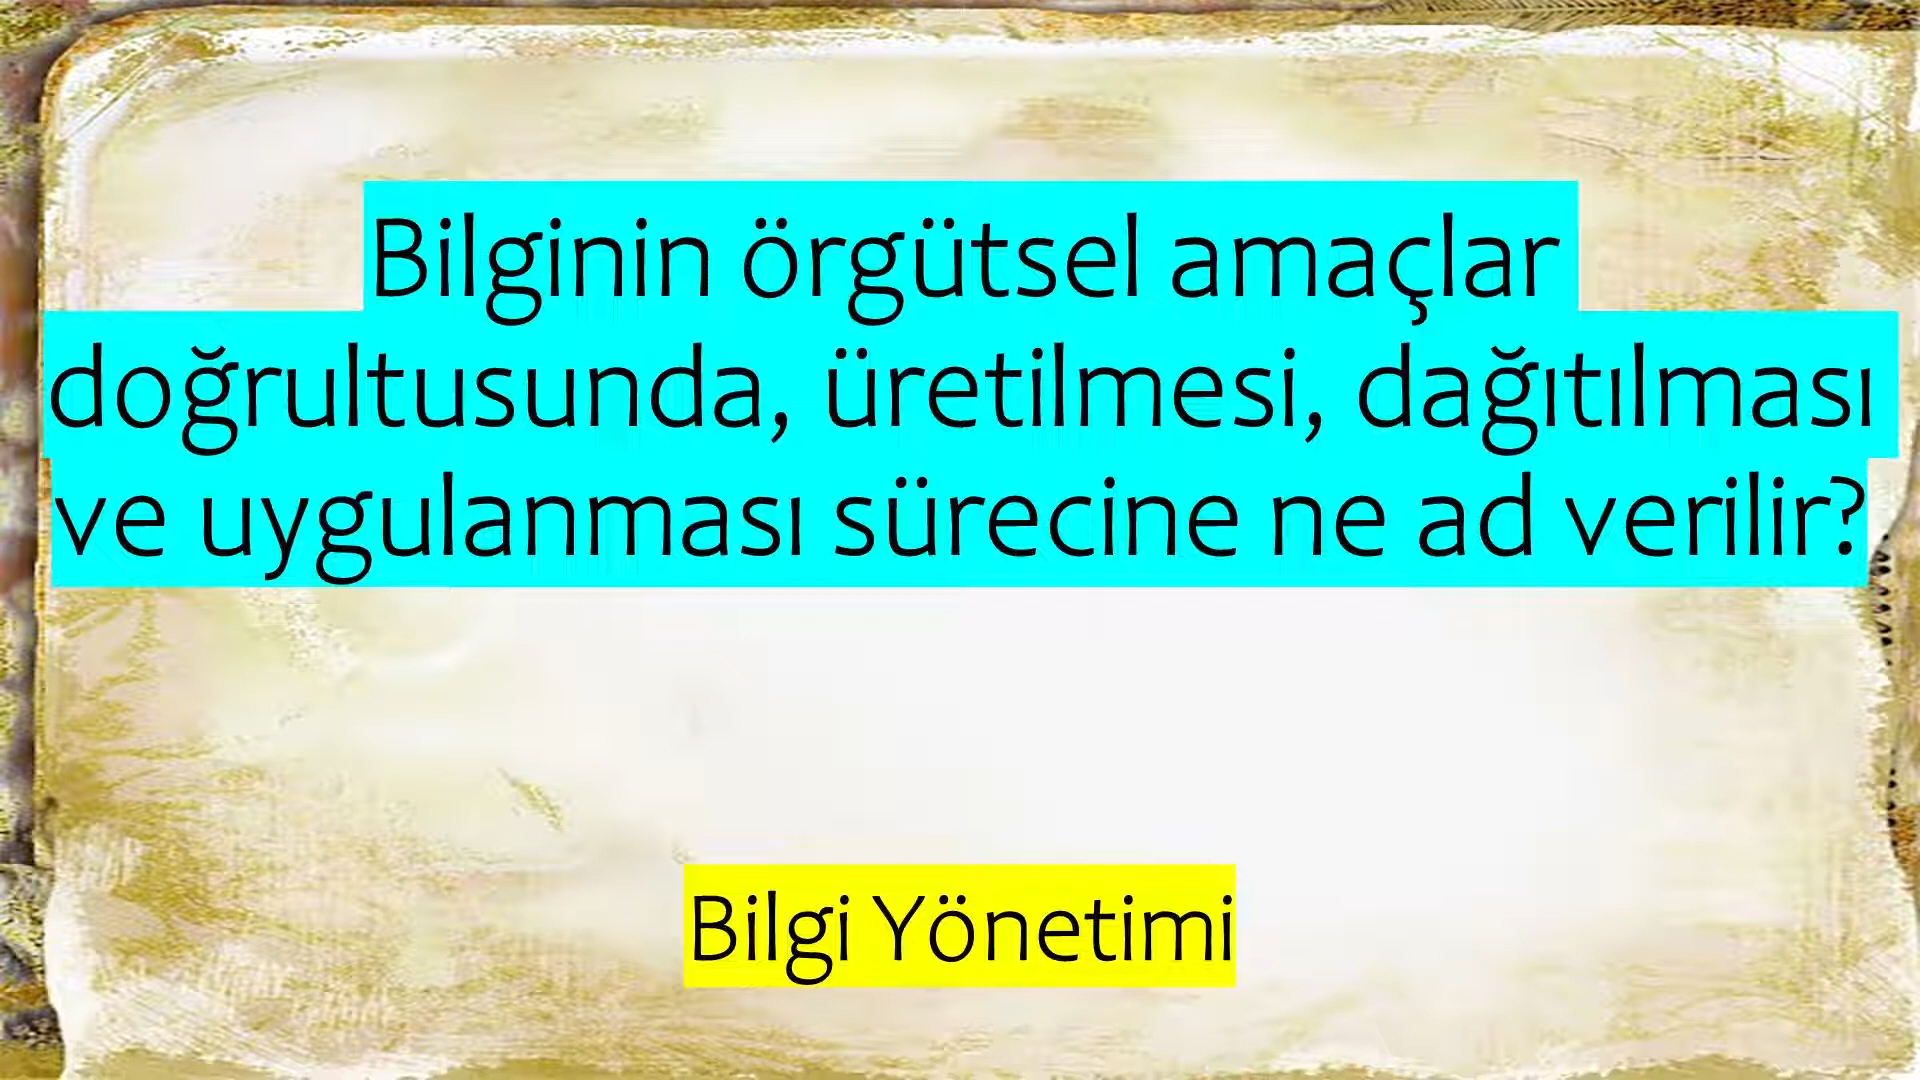 Bilginin örgütsel amaçlar
doğrultusunda, üretilmesi, dağıtılması
ve uygulanması sürecine ne ad verilir?
Bilgi Yönetimi